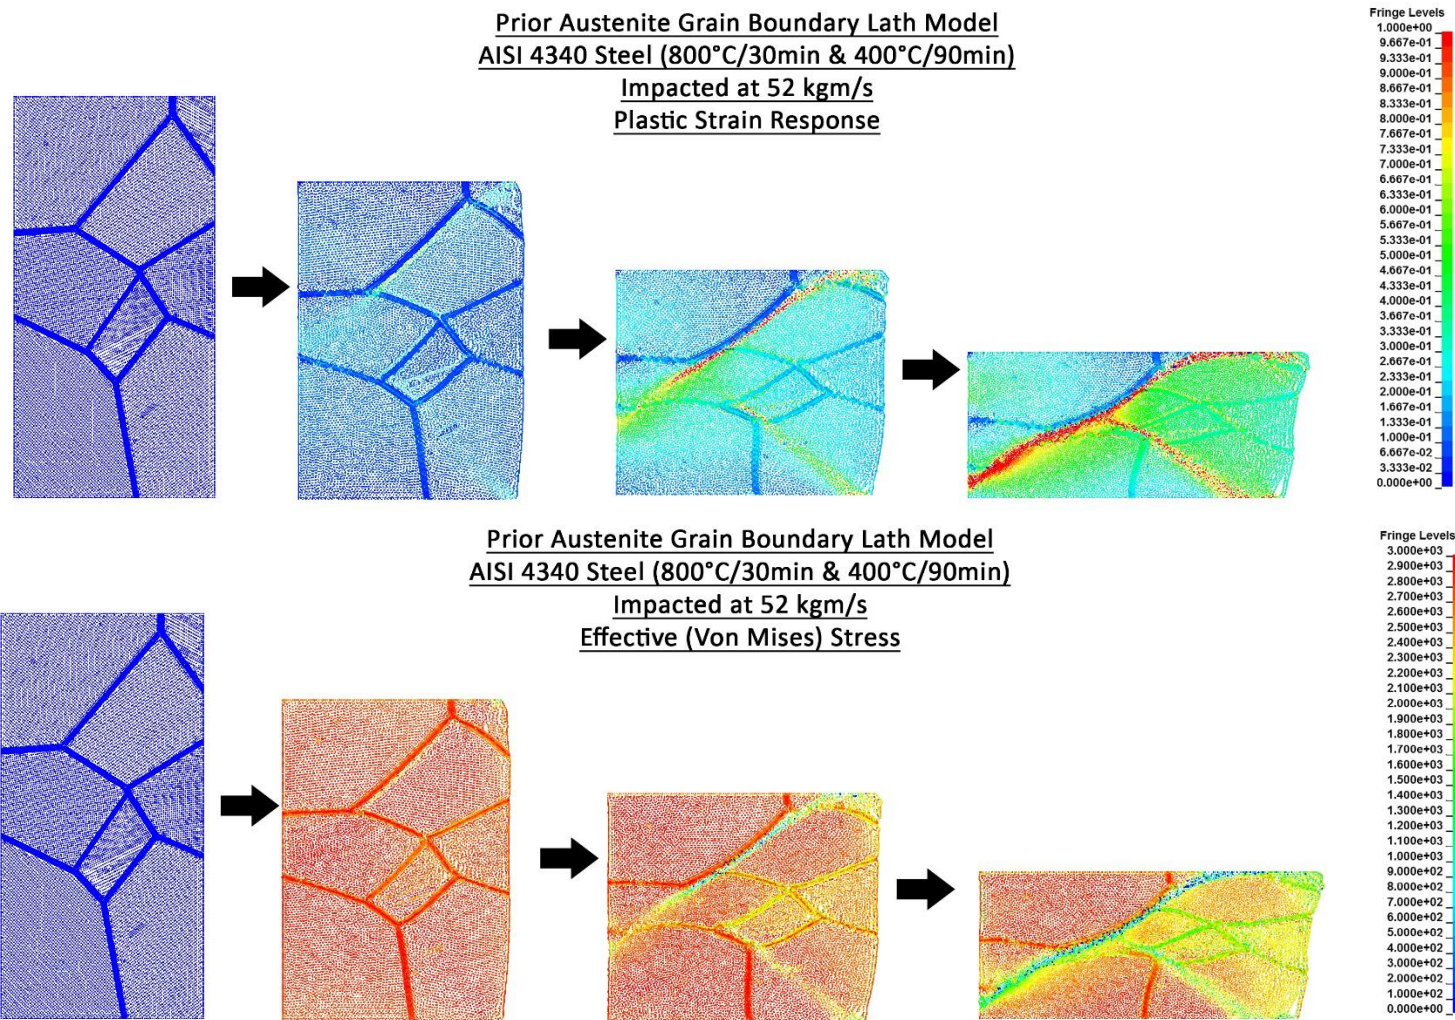 Prior Austenite Grain Boundary Lath Model
AISI 4340 Steel (800°C/30min & 400°C/90min)
Impacted at 52 kgm/s
Plastic Strain Response
Fringe Levels
1.000e+00
9.667e-01
9.333e-01
9.000e-01
8.667e-01
8.333e-01
8.000e-01
7.667e-01
7.333e-01
7.000e-01
6.667e-01
6.333e-01
6.000e-01
5.667e-01
5.333e-01
5.000e-01
4.667e-01
4.333e-01
4.000e-01
3.667e-01
3.333e-01
3.000e-01
2.667e-01
2.333e-01
2.000e-01
1.667e-01
1.333e-01
1.000e-01
6.667e-02
3.333e-02
0.000e+00
Prior Austenite Grain Boundary Lath Model
AISI 4340 Steel (800°C/30min & 400°C/90min)
Impacted at 52 kgm/s
Effective (Von Mises) Stress
Fringe Levels
3.000e+03
2.900e+03
2.800e+03
2.700e+03
2.600e+03
2.500e+03
2.400e+03
2.300e+03
2.200e+03
2.100e+03
2.000e+03
1.900e+03
1.800e+03
1.700e+03
1.600e+03
1.500e+03
1.400e+03
1.300e+03
1.200e+03
1.100e+03
1.000e+03
9.000e+02
8.000e+02
7.000e+02
6.000e+02
5.000e+02
4.000e+02
3.000e+02
2.000e+02
1.000e+02
0.000e+00